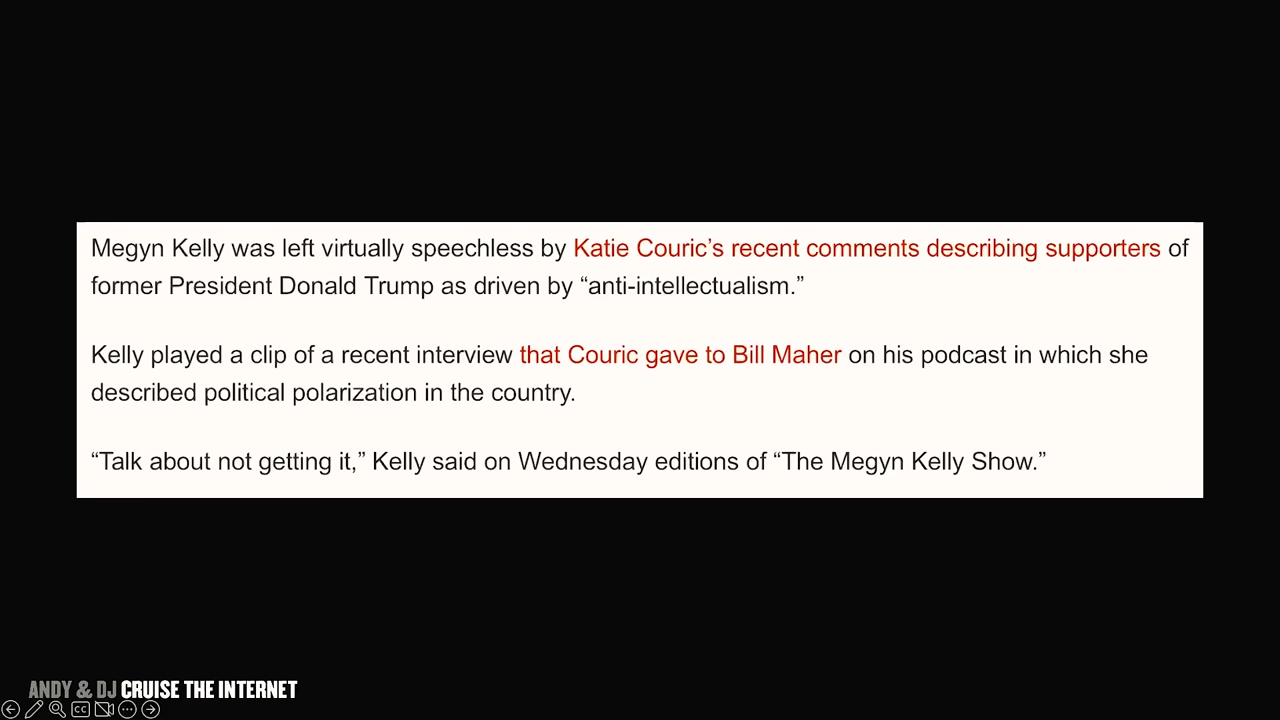 Megyn Kelly was left virtually speechless by Katie Couric’s recent comments describing supporters of
former President Donald Trump as driven by “anti-intellectualism.”
Kelly played a clip of a recent interview that Couric gave to Bill Maher on his podcast in which she
described political polarization in the country.
“Talk about not getting it,” Kelly said on Wednesday editions of “The Megyn Kelly Show.”
ANDY & DJ CRUISE THE INTERNET
CC